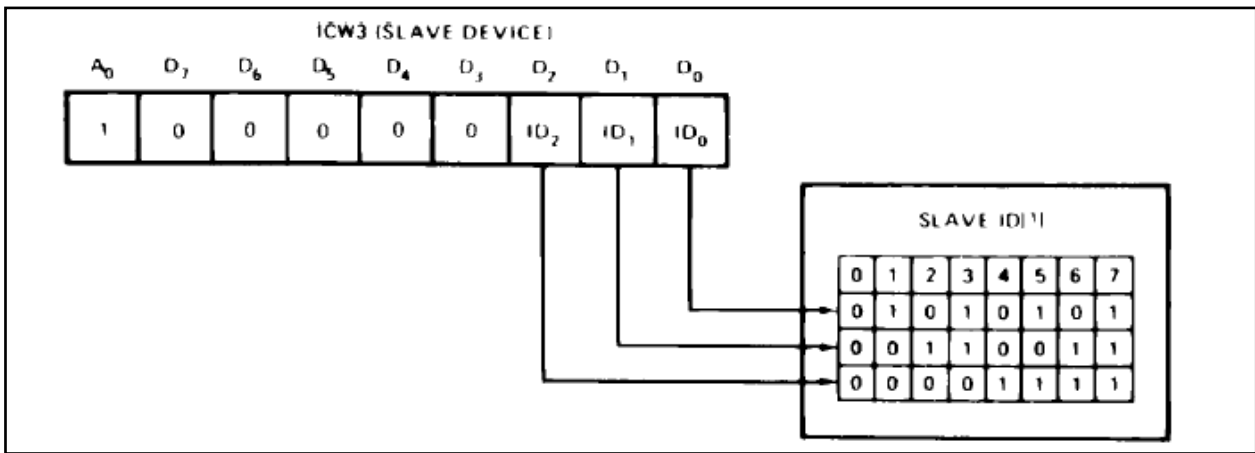 ICW3 (SLAVE DEVICE)
A0 D7 D6 D5 D4 D3 D2 D1 D0
1 0 0 0 0 0 ID2 ID1 ID0
SLAVE ID[1]
0 1 2 3 4 5 6 7
0 1 0 1 0 1 0 1
0 0 1 1 0 0 1 1
0 0 0 0 1 1 1 1